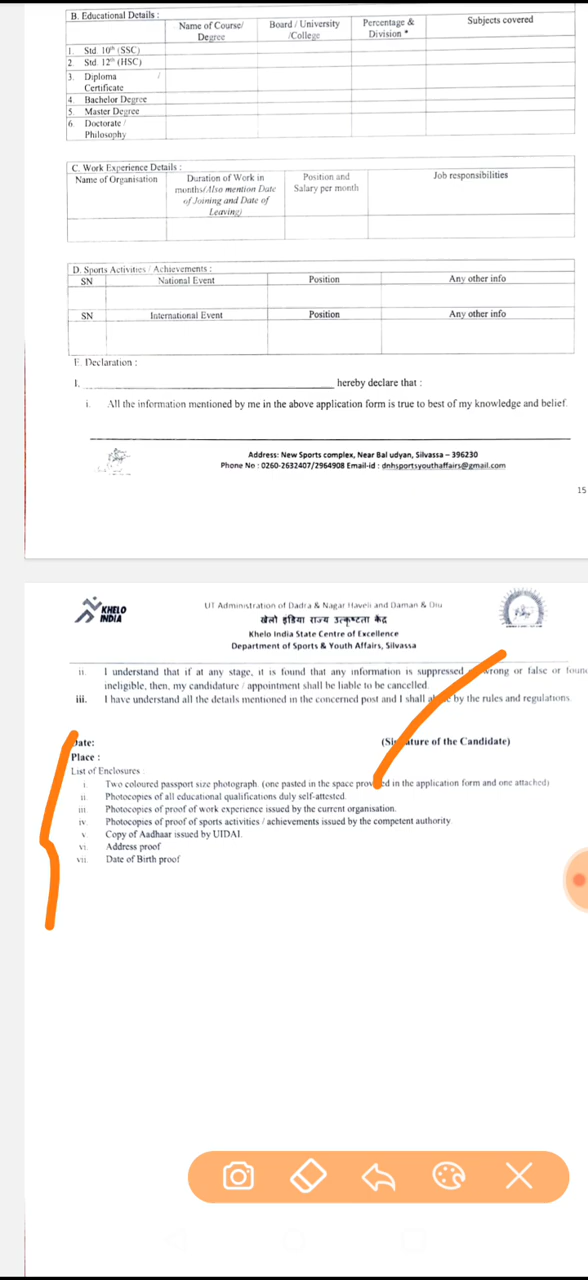 B. Educational Details :
Name of Course/ Degree Board / University /College Percentage & Division * Subjects covered
1. Std. 10th (SSC)
2. Std. 12th (HSC)
3. Diploma / Certificate
4. Bachelor Degree
5. Master Degree
6. Doctorate / Philosophy
C. Work Experience Details :
Name of Organisation Duration of Work in months/Also mention Date of Joining and Date of Leaving) Position and Salary per month Job responsibilities
D. Sports Activities / Achievements :
SN National Event Position Any other info
SN International Event Position Any other info
E. Declaration :
I, ______________________ hereby declare that :
i. All the information mentioned by me in the above application form is true to best of my knowledge and belief.
Address: New Sports complex, Near Bal udyan, Silvassa – 396230
Phone No : 0260-2632407/2964908 Email-id : dnhsportsyouthaffairs@gmail.com
15
KHELO INDIA
UT Administration of Dadra & Nagar Haveli and Daman & Diu
खेलो इंडिया राज्य उत्कृष्टता केंद्र
Khelo India State Centre of Excellence
Department of Sports & Youth Affairs, Silvassa
ii. I understand that if at any stage, it is found that any information is suppressed wrong or false or foun
ineligible, then, my candidature / appointment shall be liable to be cancelled.
iii. I have understand all the details mentioned in the concerned post and I shall by the rules and regulations.
Date: (Signature of the Candidate)
Place :
List of Enclosures :
i. Two coloured passport size photograph. (one pasted in the space provided in the application form and one attached)
ii. Photocopies of all educational qualifications duly self-attested.
iii. Photocopies of proof of work experience issued by the current organisation.
iv. Photocopies of proof of sports activities / achievements issued by the competent authority.
v. Copy of Aadhaar issued by UIDAI.
vi. Address proof
vii. Date of Birth proof